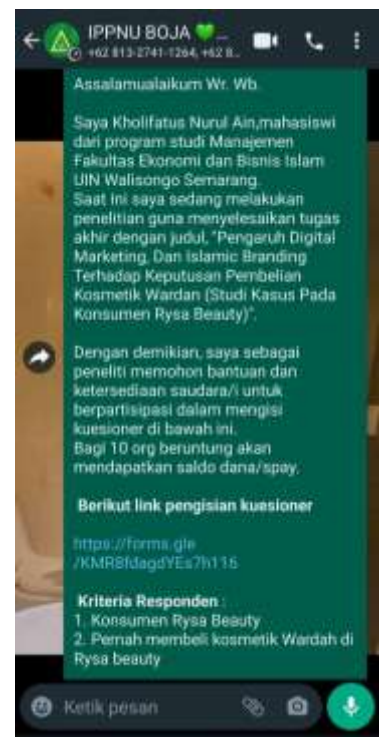 IPPNU BOJA 💚 _
+62 813-2741-1264, +62 8..
Assalamualaikum Wr. Wb.
Saya Kholifatus Nurul Ain,mahasiswi
dari program studi Manajemen
Fakultas Ekonomi dan Bisnis Islam
UIN Walisongo Semarang.
Saat ini saya sedang melakukan
penelitian guna menyelesaikan tugas
akhir dengan judul, "Pengaruh Digital
Marketing, Dan Islamic Branding
Terhadap Keputusan Pembelian
Kosmetik Wardan (Studi Kasus Pada
Konsumen Rysa Beauty)".
Dengan demikian, saya sebagai
peneliti memohon bantuan dan
ketersediaan saudara/i untuk
berpartisipasi dalam mengisi
kuesioner di bawah ini.
Bagi 10 org beruntung akan
mendapatkan saldo dana/spay.
Berikut link pengisian kuesioner
https://forms.gle
/KMR8fdagdYEs7h116
Kriteria Responden :
1. Konsumen Rysa Beauty
2. Pernah membeli kosmetik Wardah di
Rysa beauty
Ketik pesan